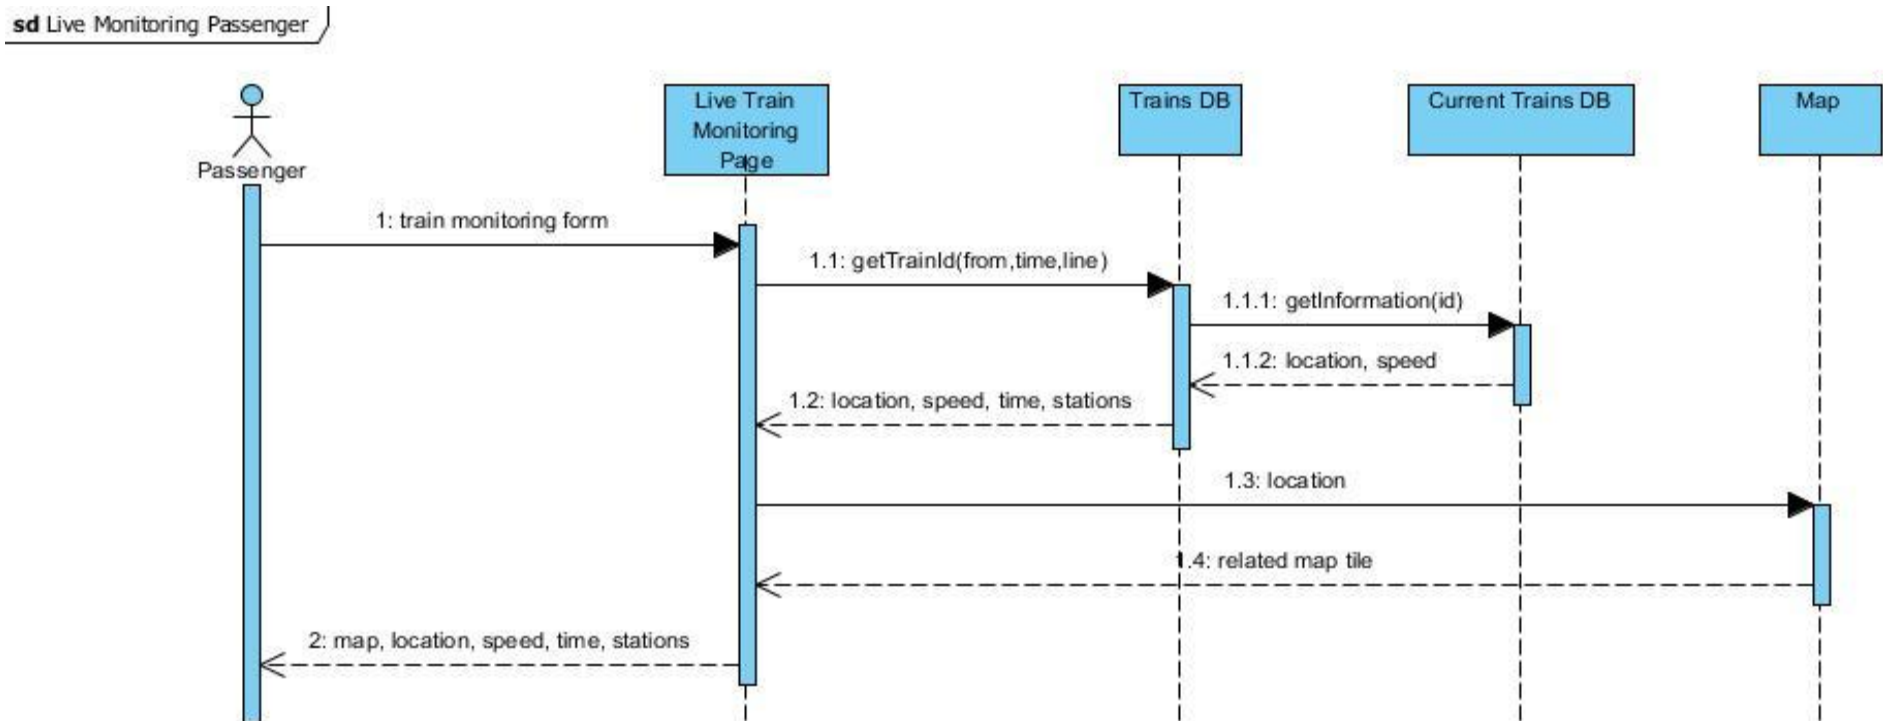 sd Live Monitoring Passenger
Passenger
Live Train
Monitoring
Page
Trains DB
Current Trains DB
Map
1: train monitoring form
1.1: getTrainId(from,time,line)
1.1.1: getInformation(id)
1.1.2: location, speed
1.2: location, speed, time, stations
1.3: location
1.4: related map tile
2: map, location, speed, time, stations